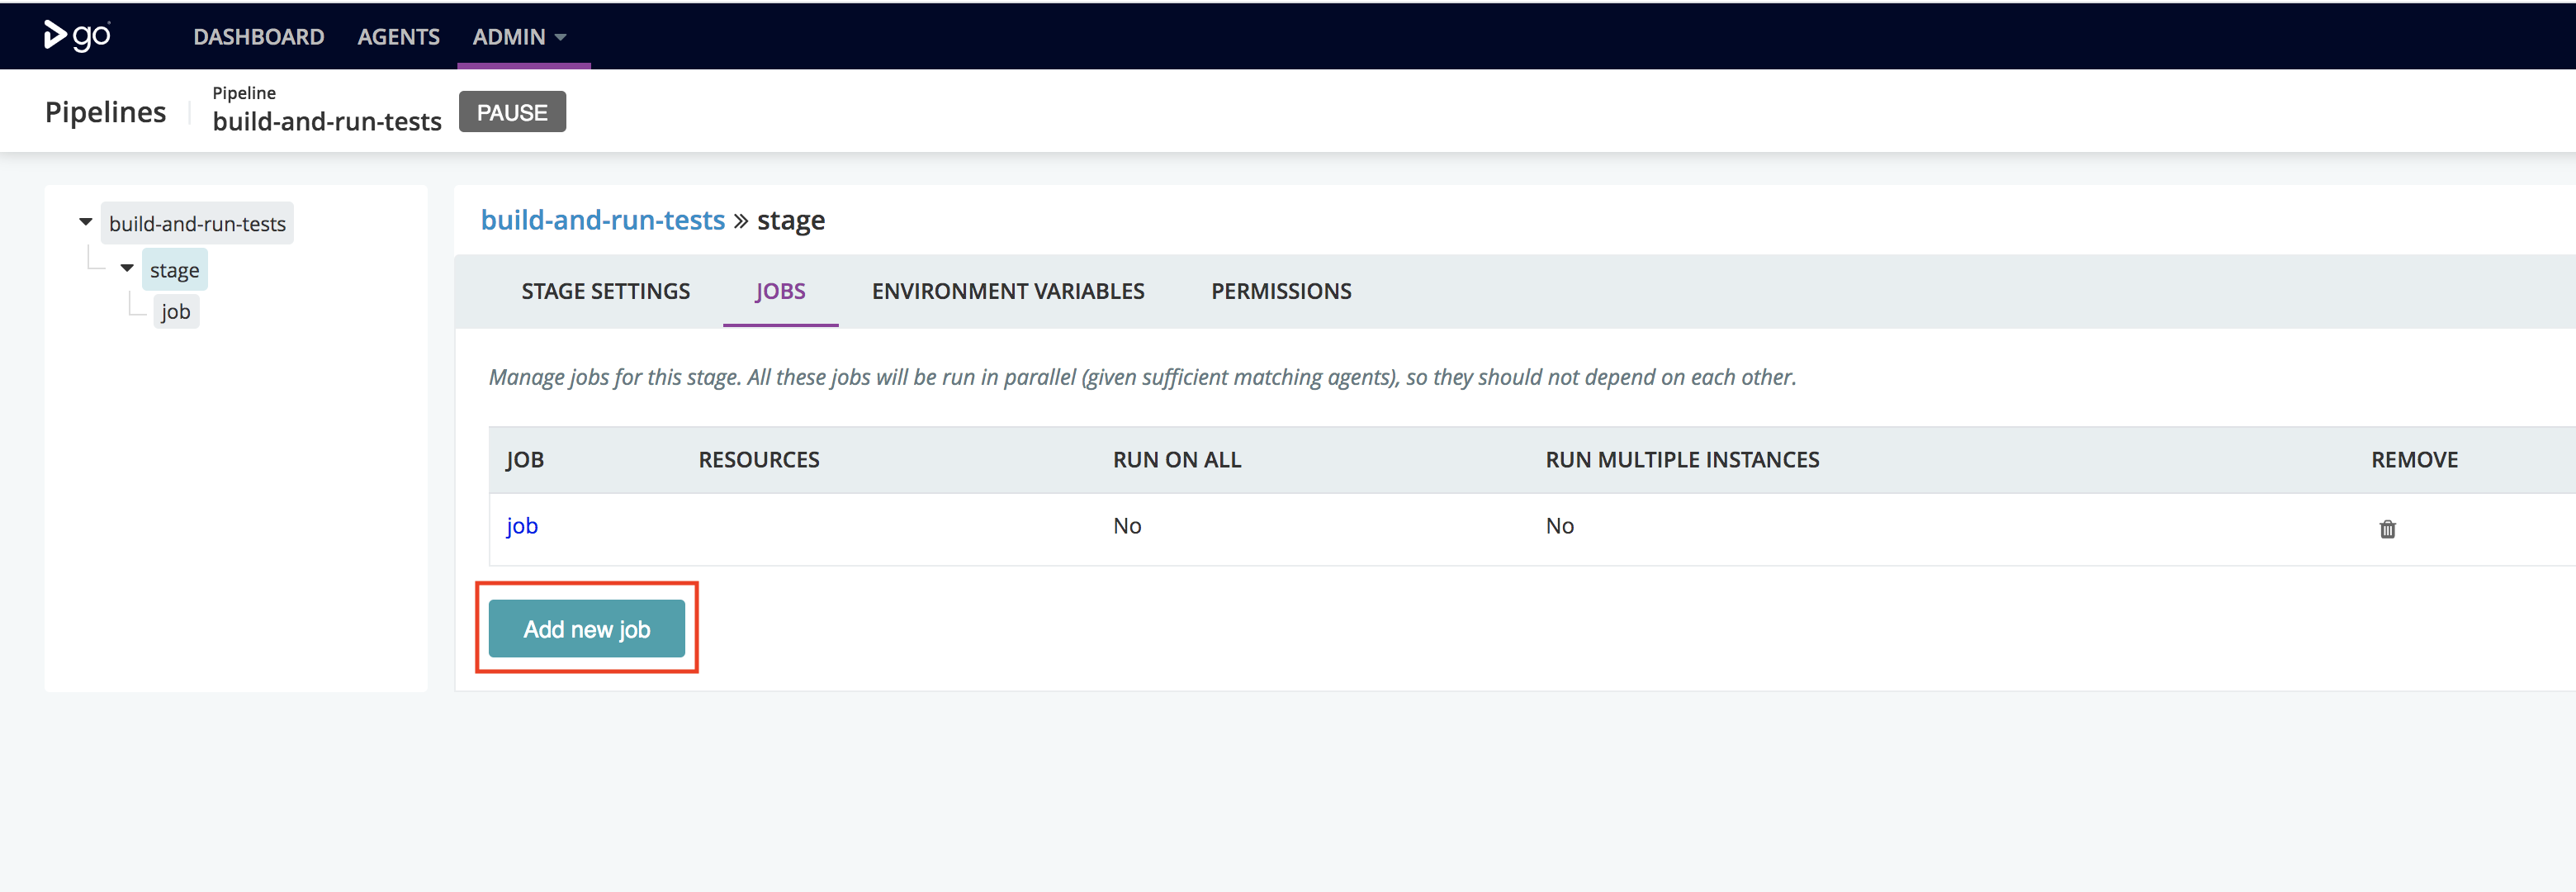 go
DASHBOARD AGENTS ADMIN
Pipelines
Pipeline
build-and-run-tests
PAUSE
build-and-run-tests
stage
job
build-and-run-tests » stage
STAGE SETTINGS JOBS ENVIRONMENT VARIABLES PERMISSIONS
Manage jobs for this stage. All these jobs will be run in parallel (given sufficient matching agents), so they should not depend on each other.
JOB RESOURCES RUN ON ALL RUN MULTIPLE INSTANCES REMOVE
job No No
Add new job